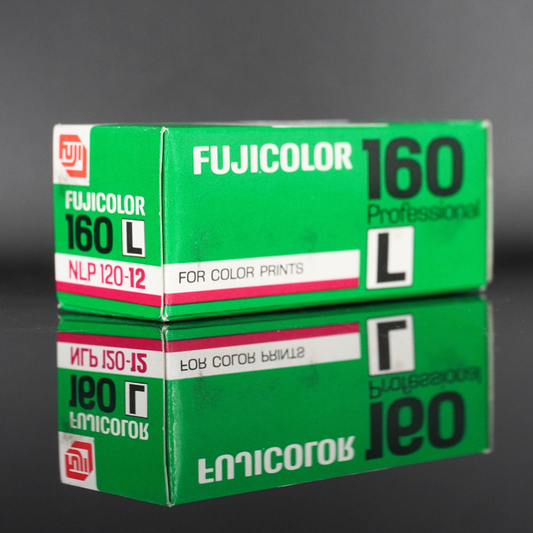 Fuji
FUJICOLOR
160 L
NLP 120-12
FUJICOLOR 160
Professional
L
FOR COLOR PRINTS